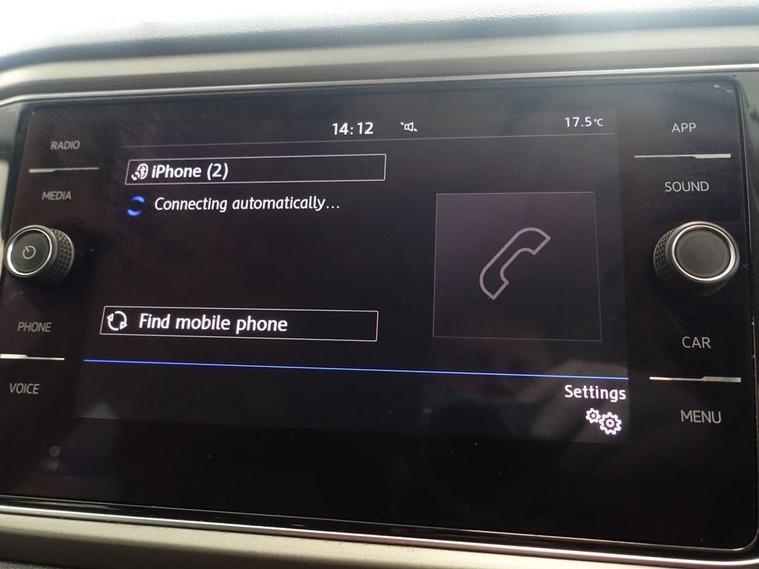 RADIO
MEDIA
PHONE
VOICE
14:12
17.5°C
iPhone (2)
Connecting automatically...
Find mobile phone
Settings
APP
SOUND
CAR
MENU